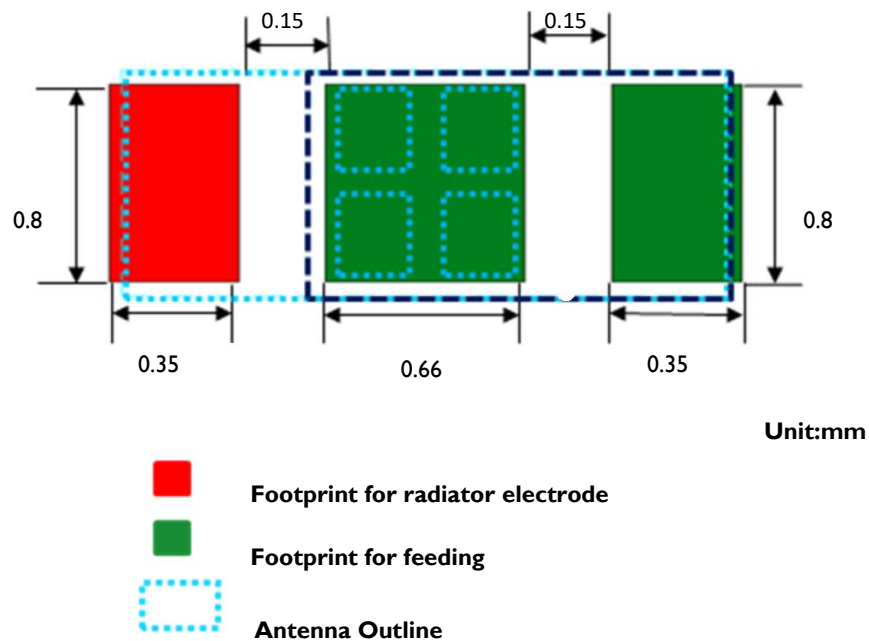 0.15
0.15
0.8
0.8
0.35
0.66
0.35
Unit:mm
Footprint for radiator electrode
Footprint for feeding
Antenna Outline